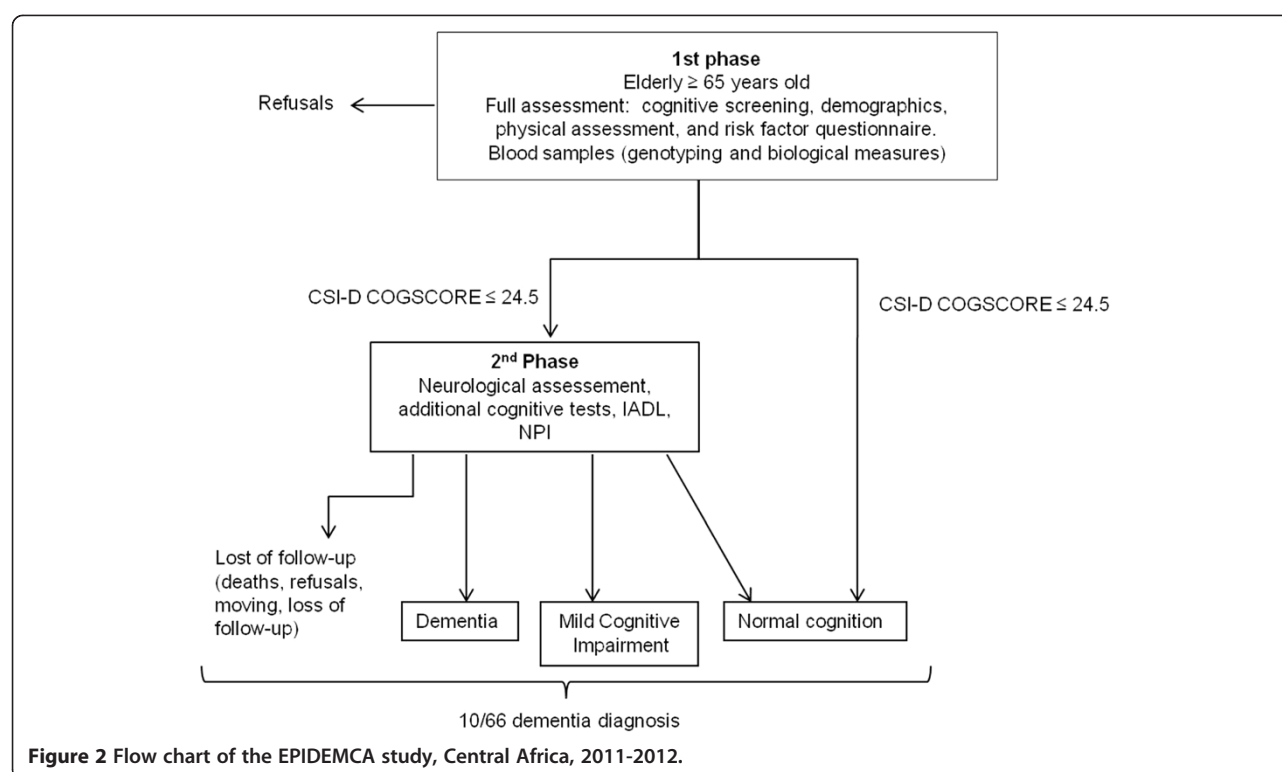 1st phase
Elderly ≥ 65 years old
Full assessment: cognitive screening, demographics,
physical assessment, and risk factor questionnaire.
Blood samples (genotyping and biological measures)
Refusals
CSI-D COGSCORE ≤ 24.5
CSI-D COGSCORE ≤ 24.5
2nd Phase
Neurological assessement,
additional cognitive tests, IADL,
NPI
Lost of follow-up
(deaths, refusals,
moving, loss of
follow-up)
Dementia
Mild Cognitive
Impairment
Normal cognition
10/66 dementia diagnosis
Figure 2 Flow chart of the EPIDEMCA study, Central Africa, 2011-2012.